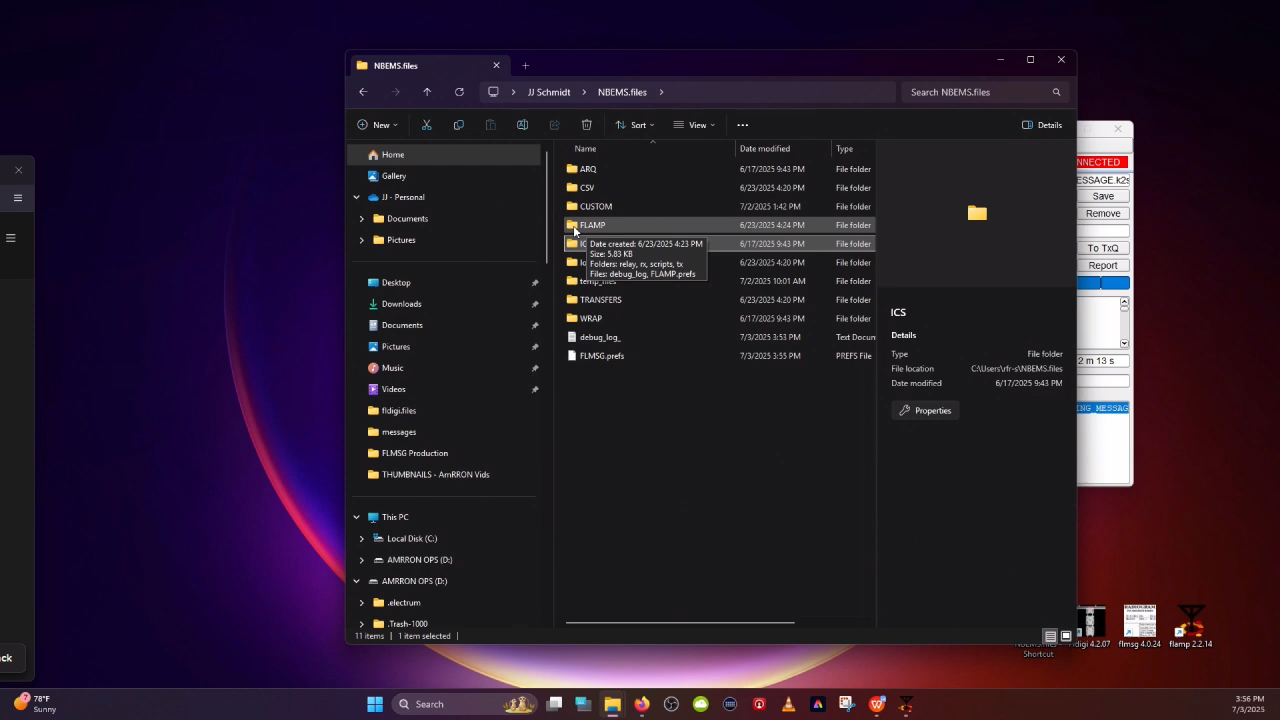 NBEMS.files
JJ Schmidt
NBEMS.files
Search NBEMS.files
New
Sort
View
Details
Home
Gallery
JJ - Personal
Documents
Pictures
Desktop
Downloads
Documents
Pictures
Music
Videos
fldigi.files
messages
FLMSG Production
THUMBNAILS - AmRRON Vids
This PC
Local Disk (C:)
AMRRON OPS (D:)
AMRRON OPS (D:)
.electrum
.Trash-1000
11 items
1 item selected
Name Date modified Type
ARQ 6/17/2025 9:43 PM File folder
CSV 6/23/2025 4:20 PM File folder
CUSTOM 7/2/2025 1:42 PM File folder
FLAMP 6/23/2025 4:24 PM File folder
6/17/2025 9:43 PM File folder
6/23/2025 4:20 PM File folder
temp_files 7/2/2025 10:01 AM File folder
TRANSFERS 6/23/2025 4:20 PM File folder
WRAP 6/17/2025 9:43 PM File folder
debug_log_ 7/3/2025 3:53 PM Text Docun
FLMSG.prefs 7/3/2025 3:55 PM PREFS File
Date created: 6/23/2025 4:23 PM
Size: 5.83 KB
Folders: relay, rx, scripts, tx
Files: debug_log, FLAMP.prefs
ICS
Details
Type File folder
File location C:\Users\rfr-s\NBEMS.files
Date modified 6/17/2025 9:43 PM
Properties
NNECTED
ESSAGE.k2s
Save
Remove
To TxQ
Report
2 m 13 s
ING_MESSAG
ck
NBEMS.files -
Shortcut
fldigi 4.2.07
flmsg 4.0.24
flamp 2.2.14
7
78°F
Sunny
Search
3:56 PM
7/3/2025